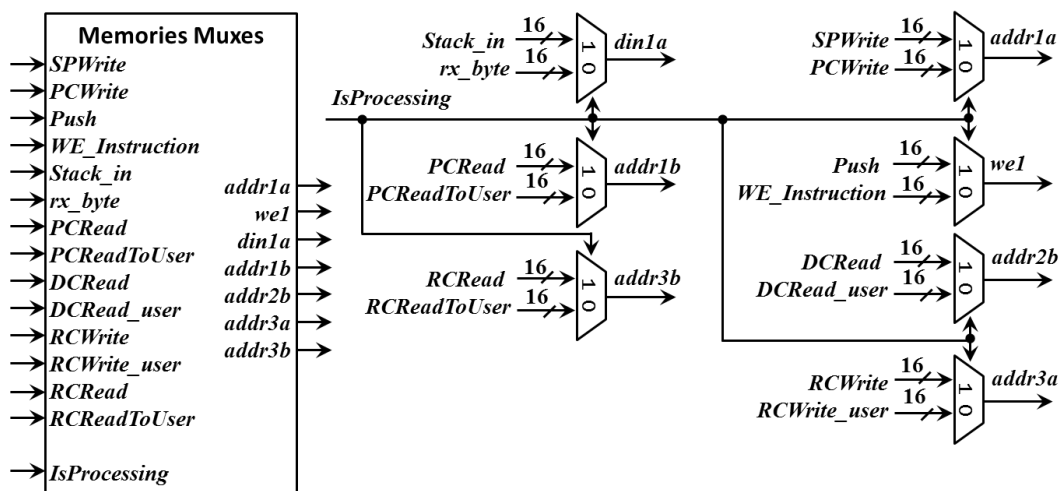 Memories Muxes
SPWrite
PCWrite
Push
WE_Instruction
Stack_in
rx_byte
PCRead
PCReadToUser
DCRead
DCRead_user
RCWrite
RCWrite_user
RCRead
RCReadToUser
IsProcessing
addr1a
we1
din1a
addr1b
addr2b
addr3a
addr3b
Stack_in 16 1 din1a
rx_byte 16 0
IsProcessing
PCRead 16 1 addr1b
PCReadToUser 16 0
RCRead 16 1 addr3b
RCReadToUser 16 0
SPWrite 16 1 addr1a
PCWrite 16 0
Push 16 1 we1
WE_Instruction 16 0
DCRead 16 1 addr2b
DCRead_user 16 0
RCWrite 16 1 addr3a
RCWrite_user 16 0